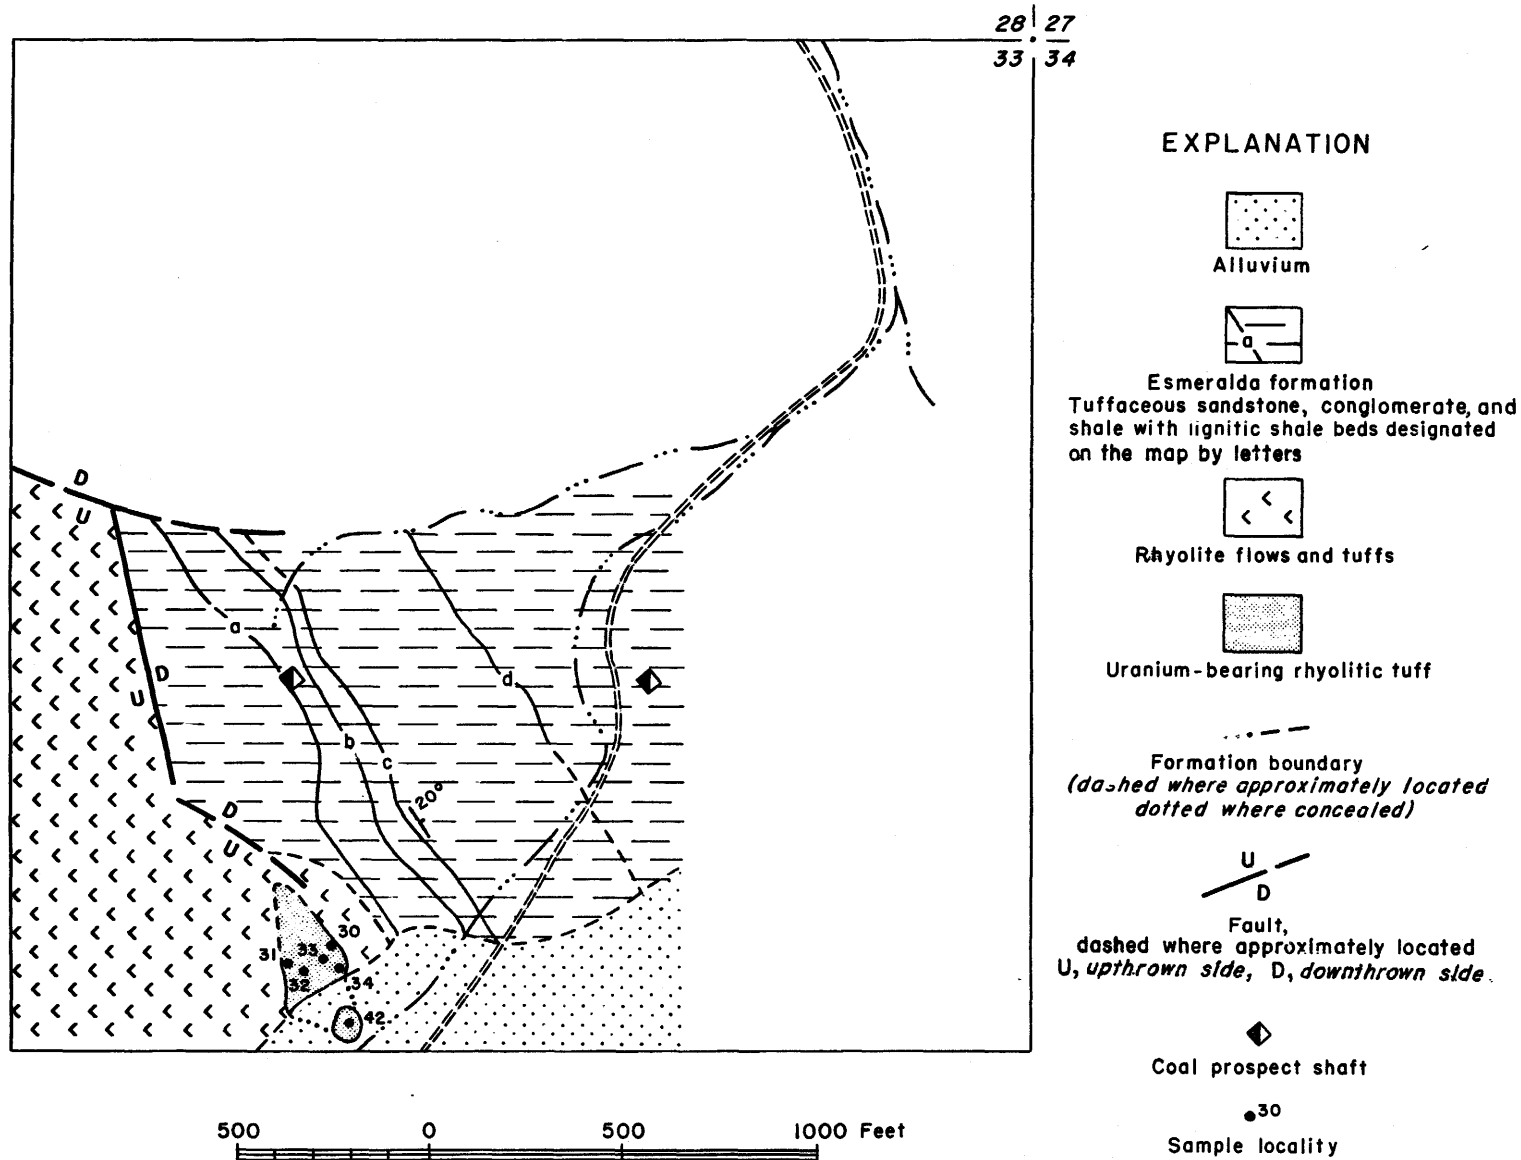 28 27
33 34
EXPLANATION
Alluvium
a
Esmeralda formation
Tuffaceous sandstone, conglomerate, and
shale with lignitic shale beds designated
on the map by letters
Rhyolite flows and tuffs
Uranium-bearing rhyolitic tuff
Formation boundary
(dashed where approximately located
dotted where concealed)
U
D
Fault,
dashed where approximately located
U, upthrown side, D, downthrown side
Coal prospect shaft
30
Sample locality
D
U
a
D
U
d
b
c
20°
D
U
30
31
33
32
34
42
500 0 500 1000 Feet